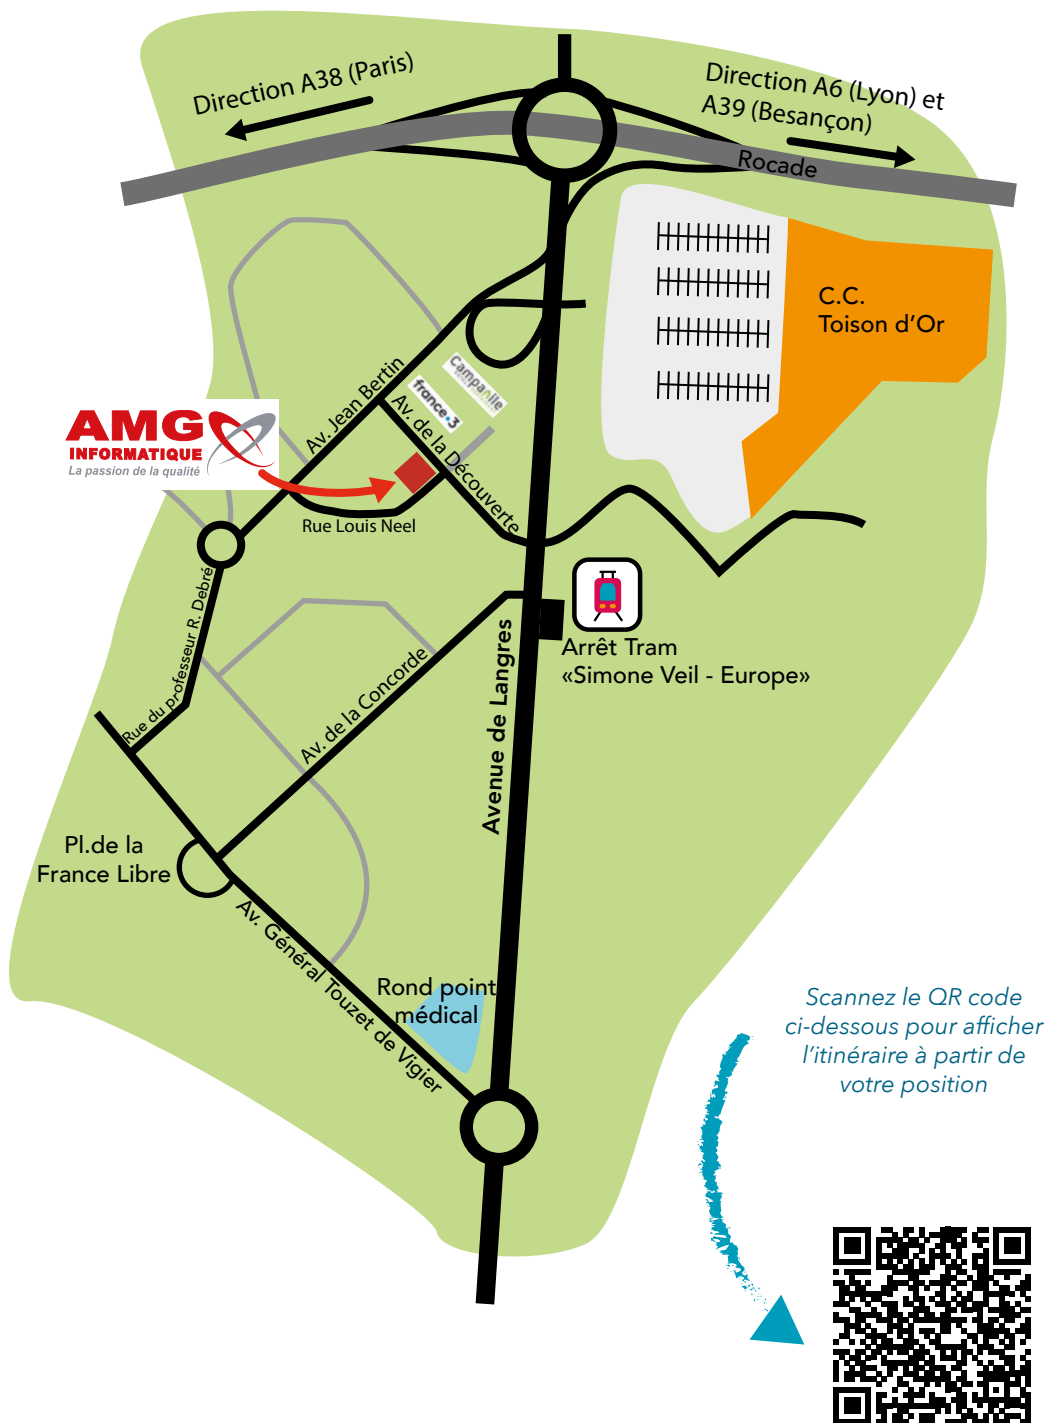 Direction A38 (Paris)
Direction A6 (Lyon) et
A39 (Besançon)
Rocade
C.C.
Toison d'Or
Campanile
france•3
Av. Jean Bertin
Av. de la Découverte
AMG
INFORMATIQUE
La passion de la qualité
Rue Louis Neel
Rue du professeur R. Debré
Arrêt Tram
«Simone Veil - Europe»
Av. de la Concorde
Avenue de Langres
Pl.de la
France Libre
Av. Général Touzet de Vigier
Rond point
médical
Scannez le QR code
ci-dessous pour afficher
l'itinéraire à partir de
votre position